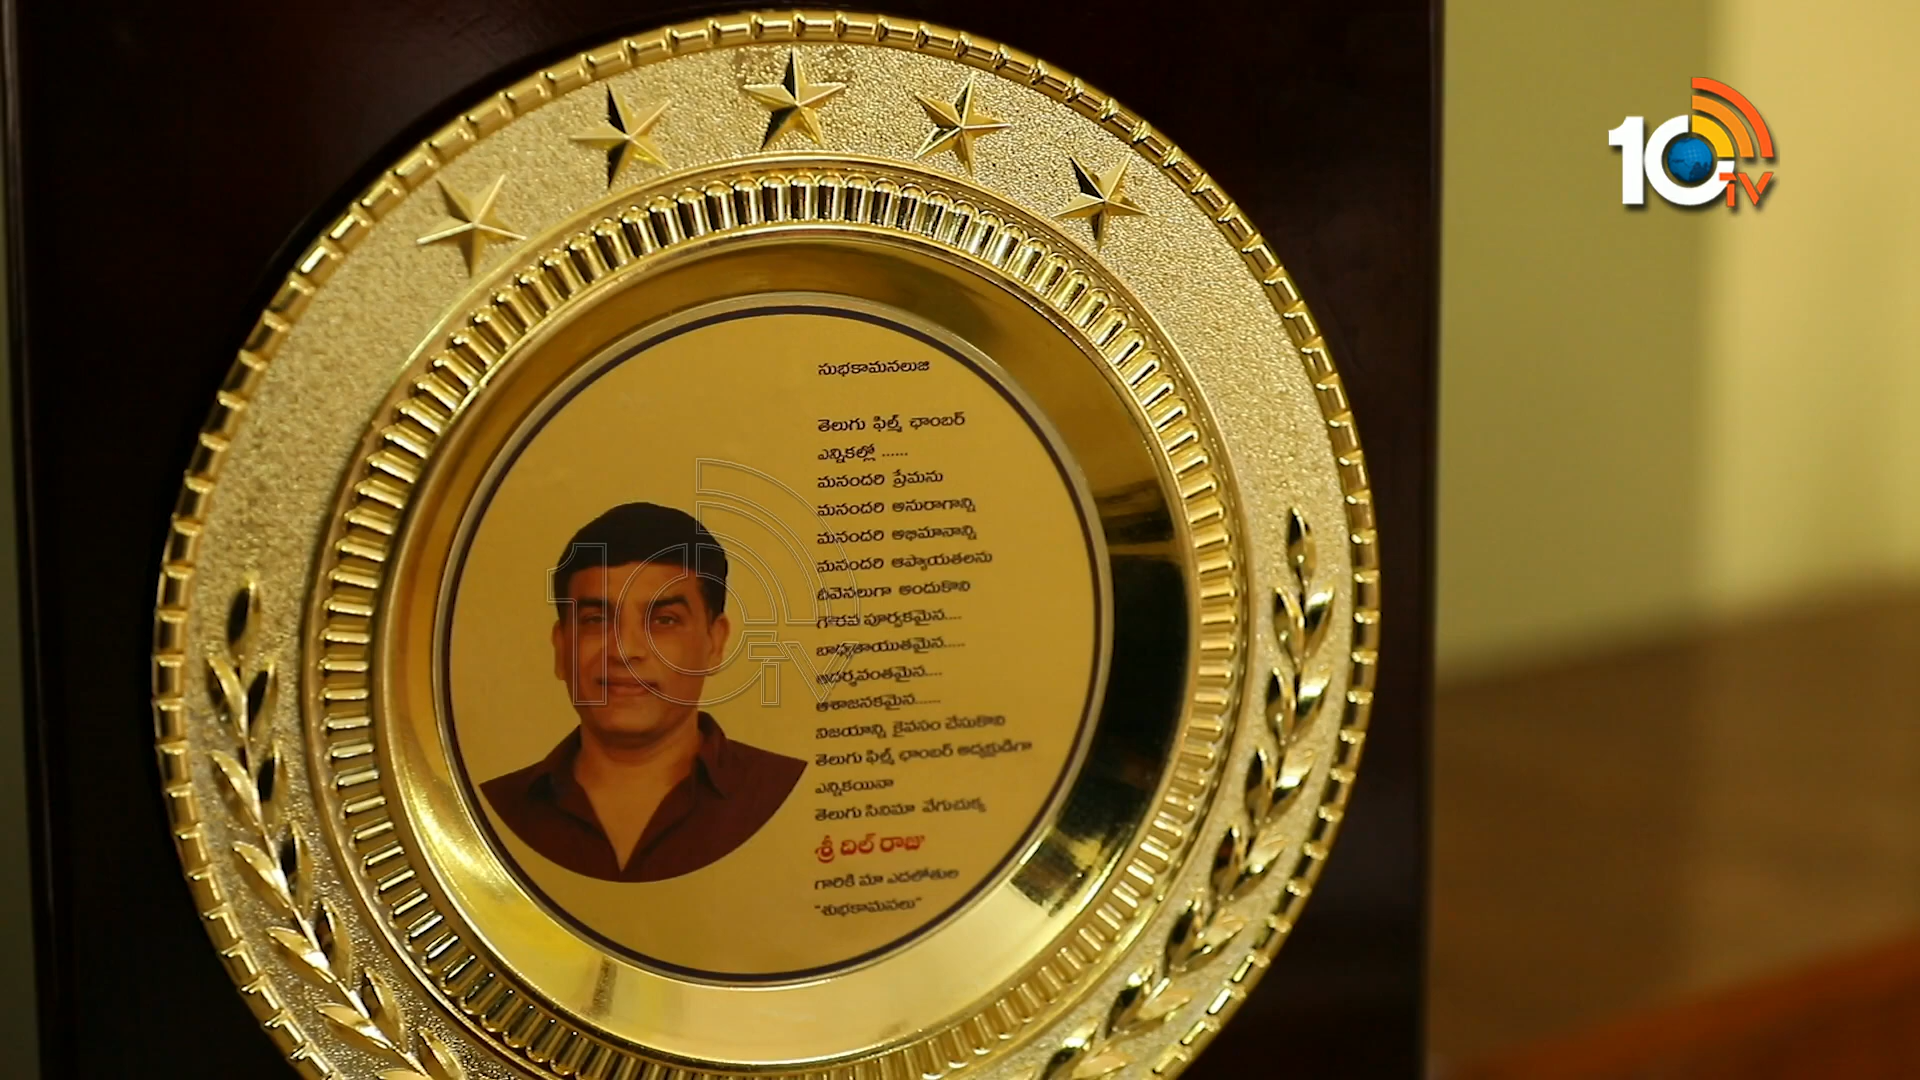 10TV
సుభకామనలుజి
తెలుగు ఫిల్మ్ ఛాంబర్
ఎన్నికల్లో ......
మనందరి ప్రేమను
మనందరి అనురాగాన్ని
మనందరి అభిమానాన్ని
మనందరి ఆప్యాయతలను
దీవెనలుగా అందుకొని
గౌరవ పూర్వకమైన....
బాధ్యతాయుతమైన.....
ఆదర్శవంతమైన....
ఆశాజనకమైన......
విజయాన్ని కైవసం చేసుకొని
తెలుగు ఫిల్మ్ ఛాంబర్ అధ్యక్షుడిగా
ఎన్నికయినా
తెలుగు సినిమా వేగుచుక్క
శ్రీ దిల్ రాజు
గారికి మా ఎదలోతుల
"శుభకామనలు"
10TV